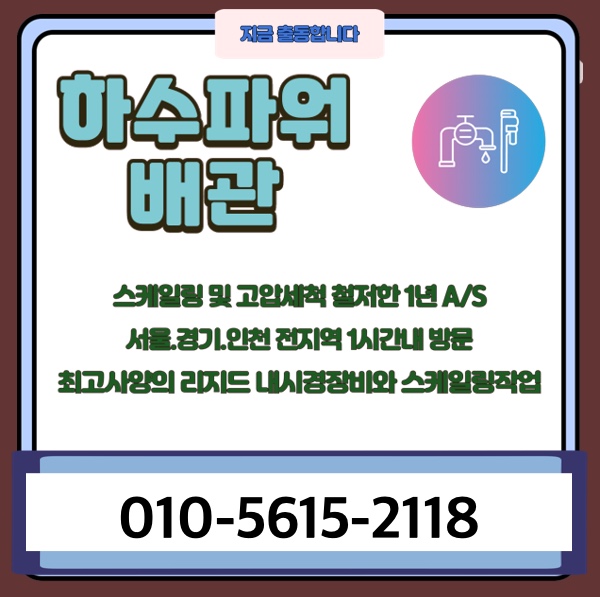 지금 출동합니다
하수파워
배관
스케일링 및 고압세척 철저한 1년 A/S
서울.경기.인천 전지역 1시간내 방문
최고사양의 리지드 내시경장비와 스케일링작업
010-5615-2118